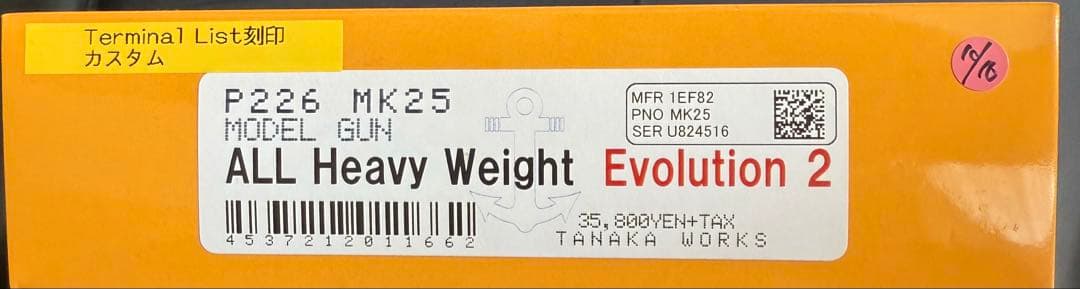 Terminal List刻印
カスタム
P226 MK25
MODEL GUN
ALL Heavy Weight Evolution 2
MFR 1EF82
PNO MK25
SER U824516
4537212011662
35,800YEN+TAX
TANAKA WORKS